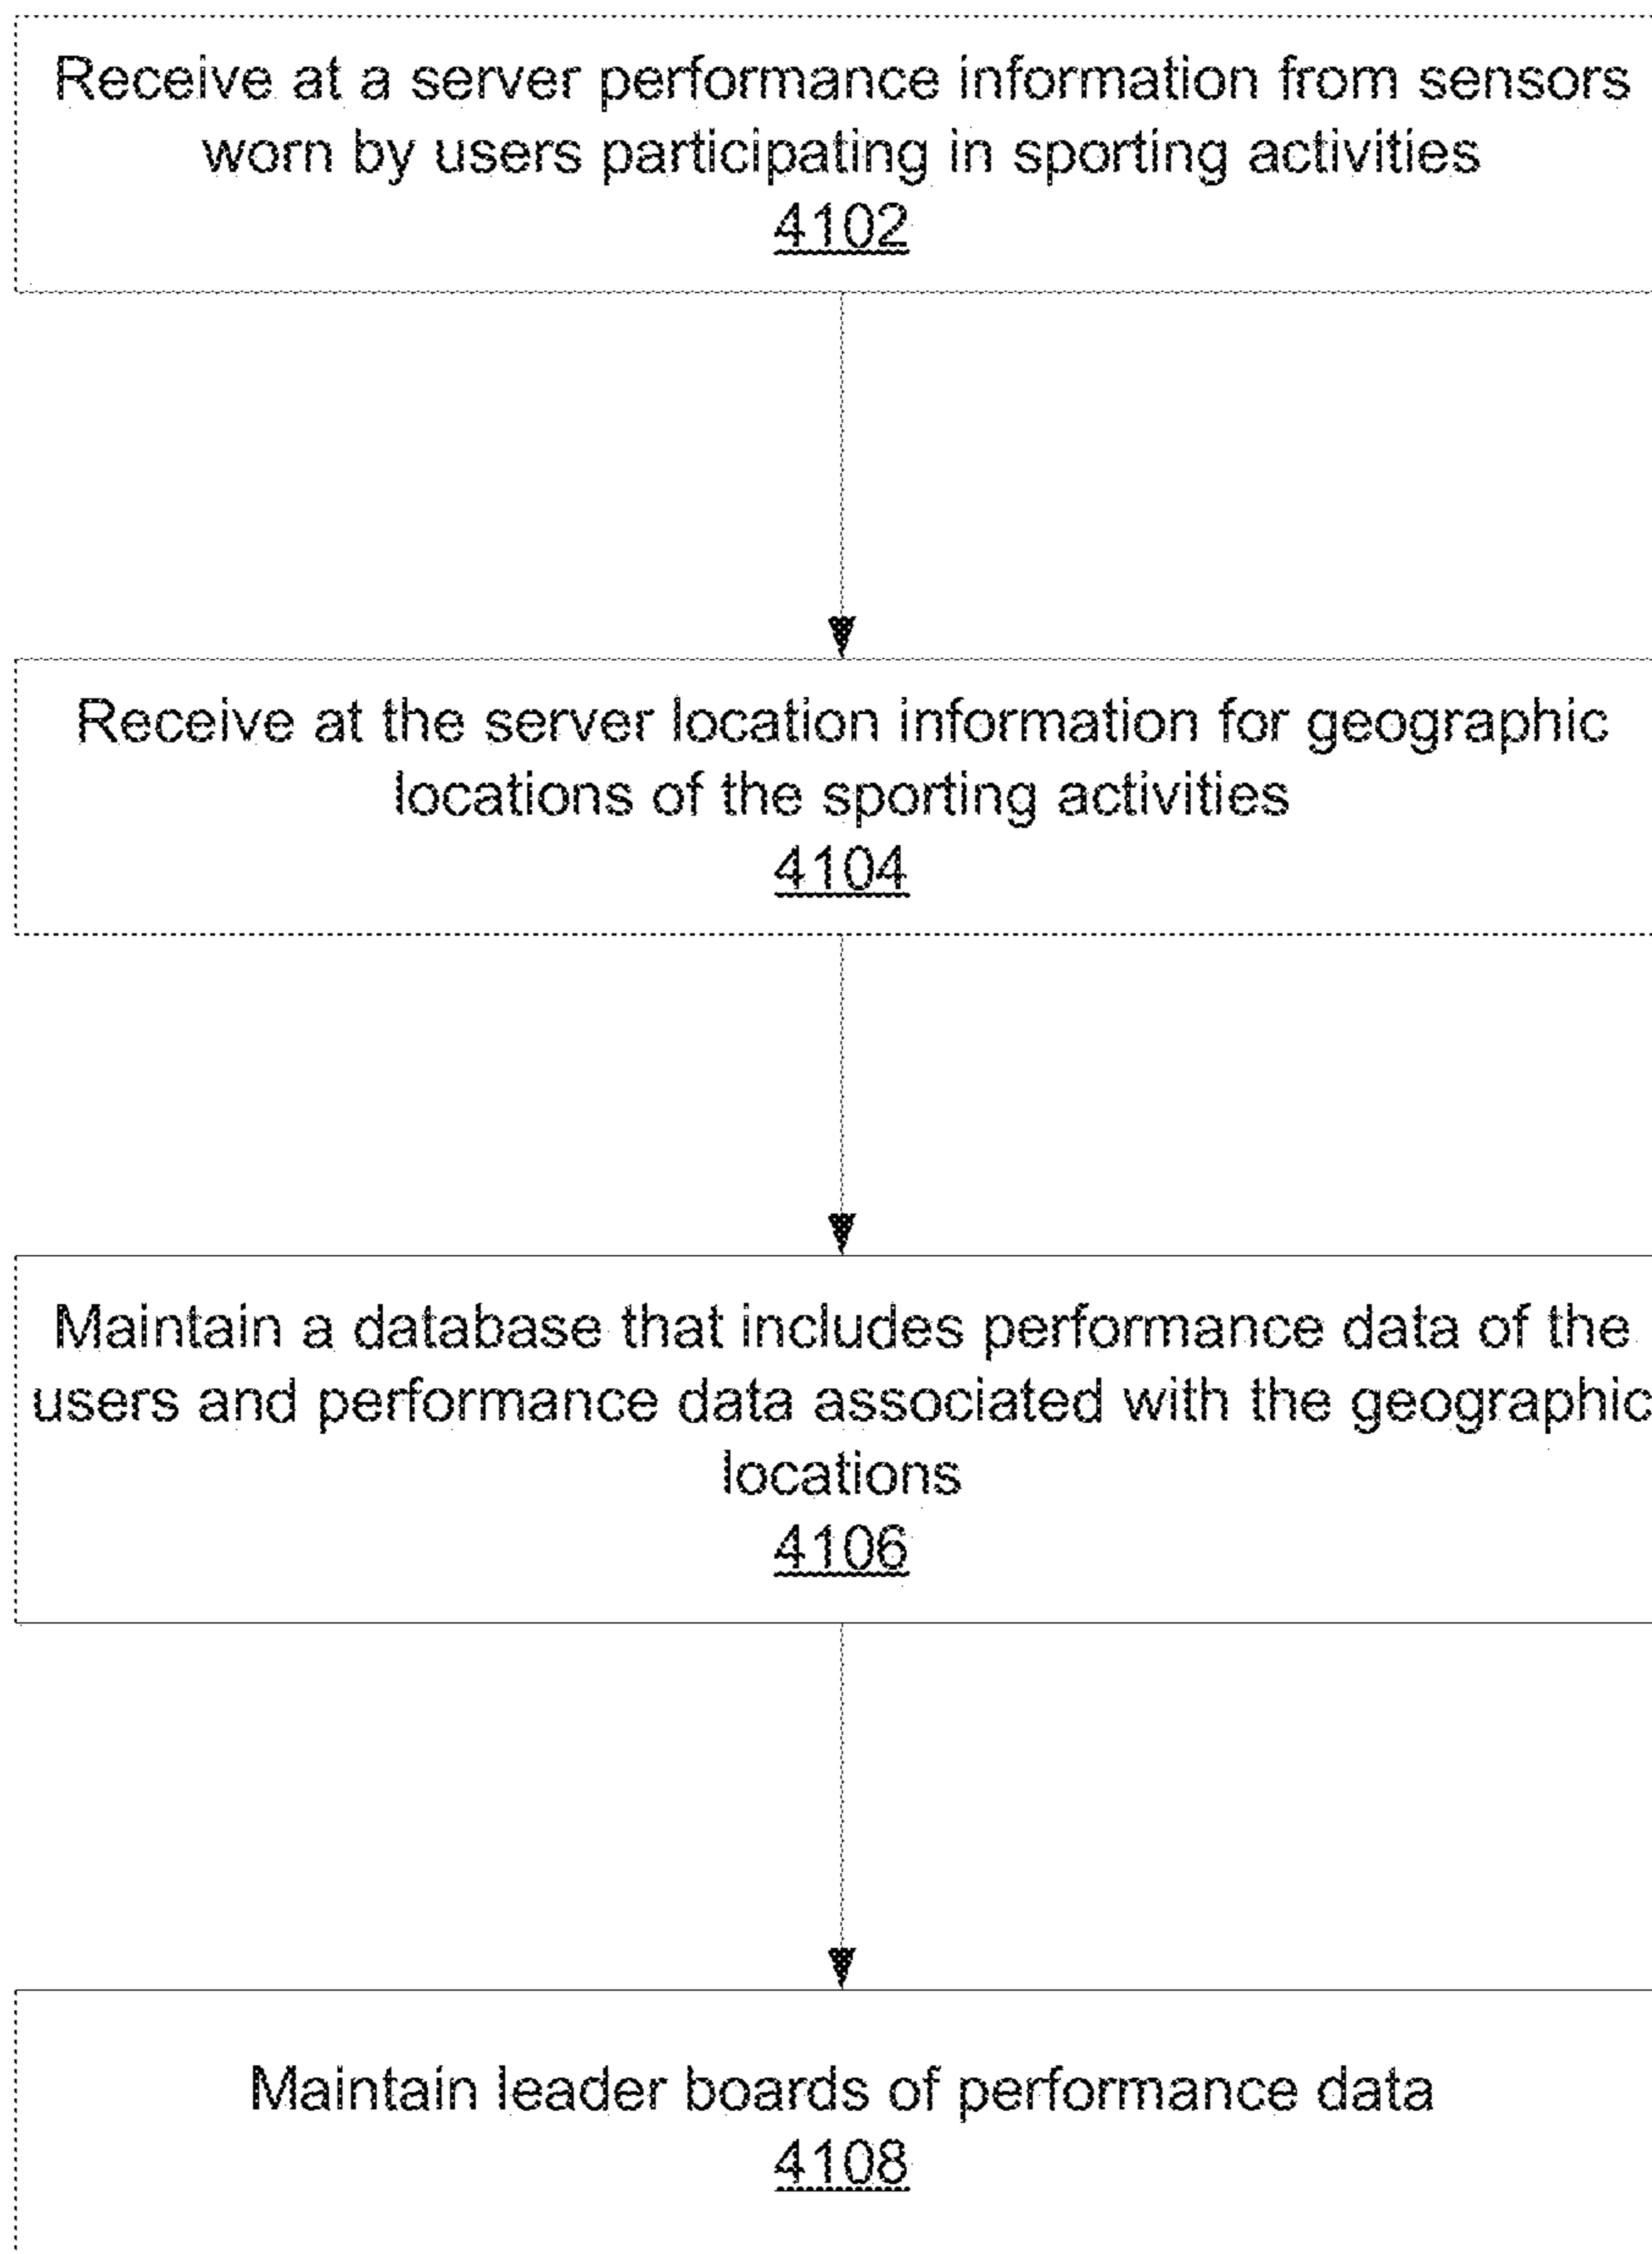 Receive at a server performance information from sensors
worn by users participating in sporting activities
4102
Receive at the server location information for geographic
locations of the sporting activities
4104
Maintain a database that includes performance data of the
users and performance data associated with the geographic
locations
4106
Maintain leader boards of performance data
4108